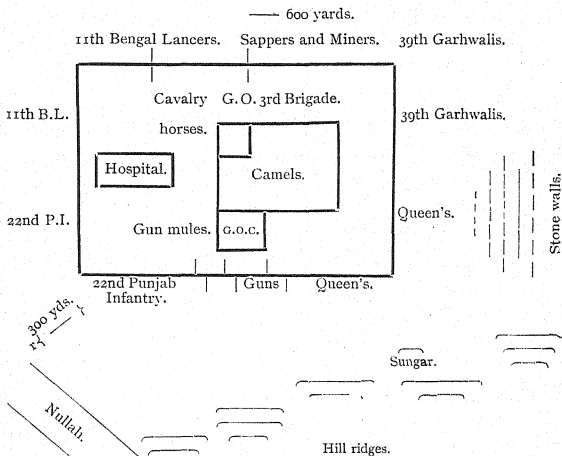 600 yards.
11th Bengal Lancers. Sappers and Miners. 39th Garhwalis.
Cavalry G. O. 3rd Brigade.
11th B.L. 39th Garhwalis.
horses.
Hospital. Camels.
Stone walls.
22nd P.I. Queen's.
Gun mules. G.O.C.
22nd Punjab Guns Queen's.
Infantry.
300 yds.
Sungar.
Nullah.
Hill ridges.